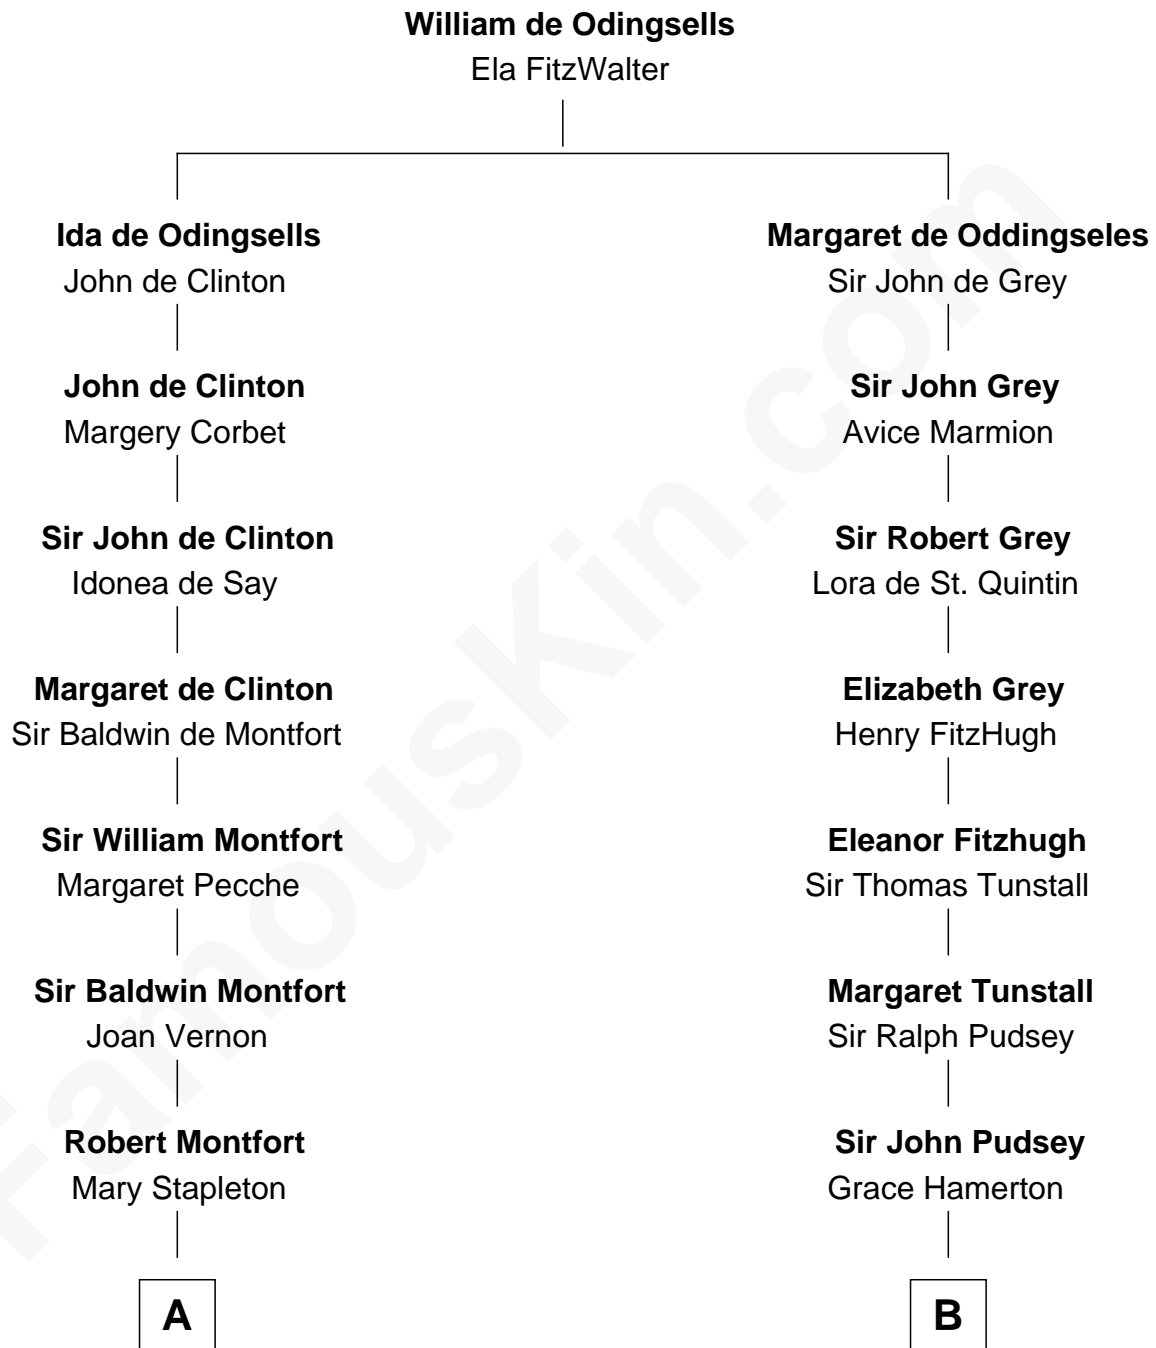 William de Odingsells
Ela FitzWalter
Ida de Odingsells
John de Clinton
Margaret de Oddingseles
Sir John de Grey
John de Clinton
Margery Corbet
Sir John Grey
Avice Marmion
Sir John de Clinton
Idonea de Say
Sir Robert Grey
Lora de St. Quintin
Margaret de Clinton
Sir Baldwin de Montfort
Elizabeth Grey
Henry FitzHugh
Sir William Montfort
Margaret Pecche
Eleanor Fitzhugh
Sir Thomas Tunstall
Sir Baldwin Montfort
Joan Vernon
Margaret Tunstall
Sir Ralph Pudsey
Robert Montfort
Mary Stapleton
Sir John Pudsey
Grace Hamerton
A
B
FamousKin.com